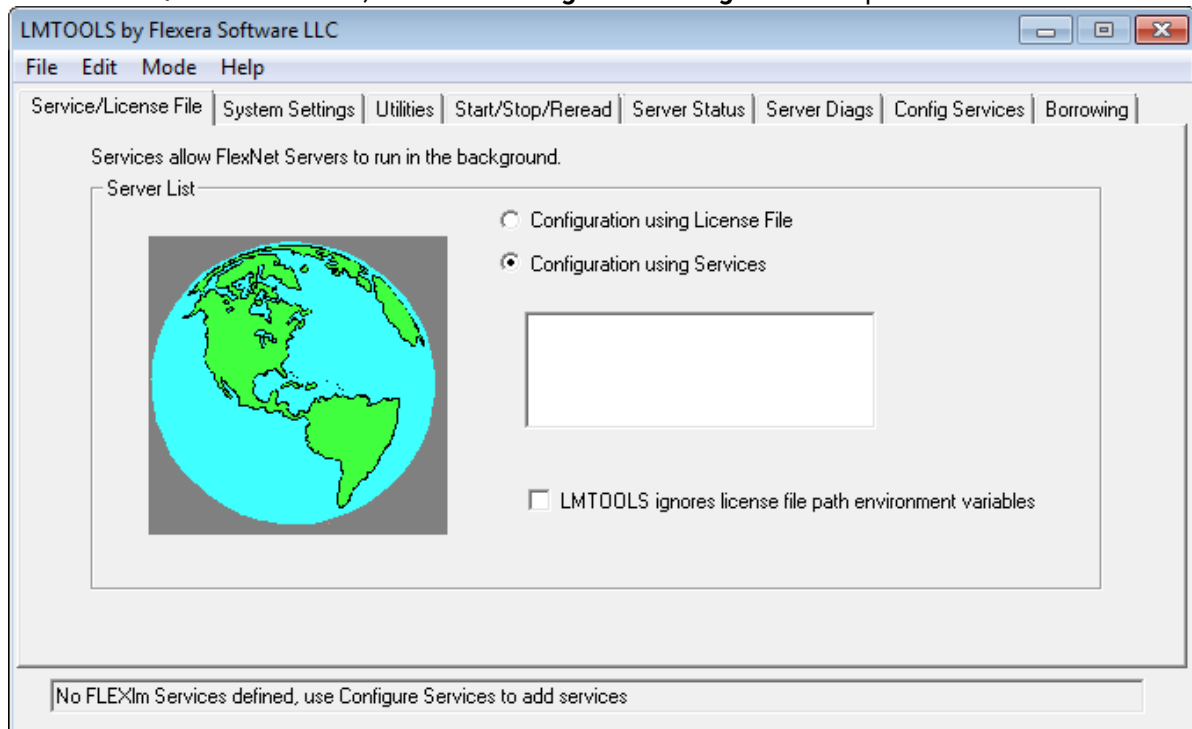 LMTOOLS by Flexera Software LLC
File Edit Mode Help
Service/License File System Settings Utilities Start/Stop/Reread Server Status Server Diags Config Services Borrowing
Services allow FlexNet Servers to run in the background.
Server List
Configuration using License File
Configuration using Services
LMTOOLS ignores license file path environment variables
No FLEXlm Services defined, use Configure Services to add services